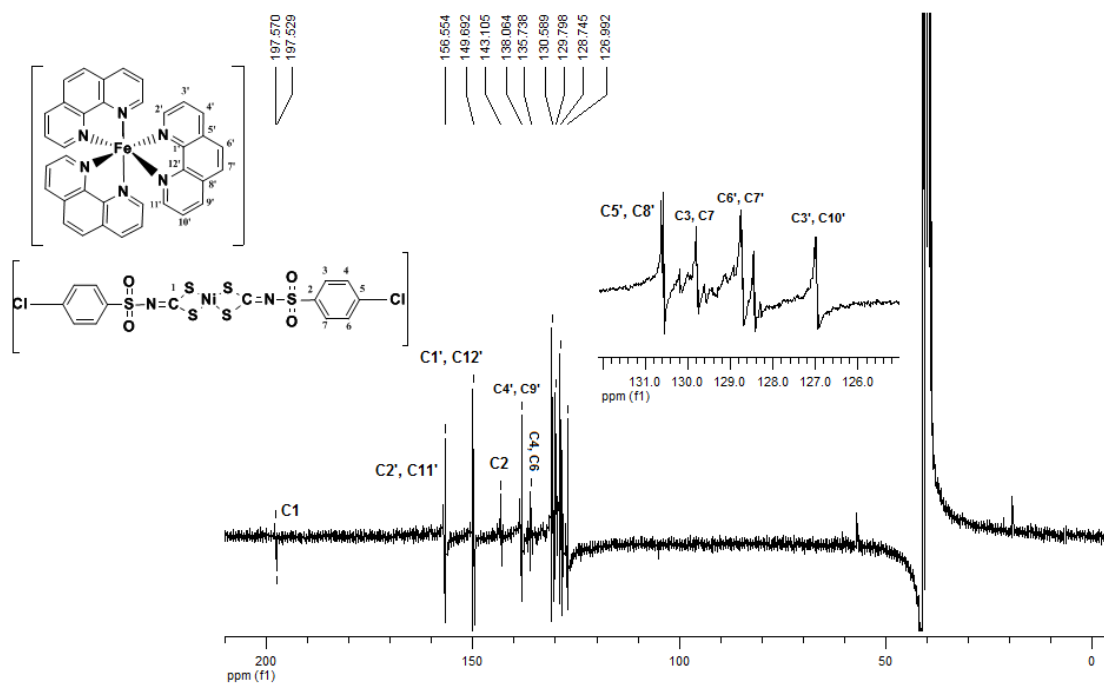 197.570
197.529
156.554
149.692
143.105
138.064
135.738
130.589
129.798
128.745
126.992
3'
2'
4'
N
N
N
5'
6'
1'
N
Fe
N
12'
7'
N
N
8'
11'
9'
10'
C5', C8'
C3, C7
C6', C7'
C3', C10'
131.0 130.0 129.0 128.0 127.0 126.0
ppm (f1)
O
O
1
S
S
3
4
Cl
S
N
C
Ni
C
N
S
2
5
Cl
O
S
S
O
7
6
C1', C12'
C4', C9'
C2', C11'
C2
C4, C6
C1
200 150 100 50 0
ppm (f1)